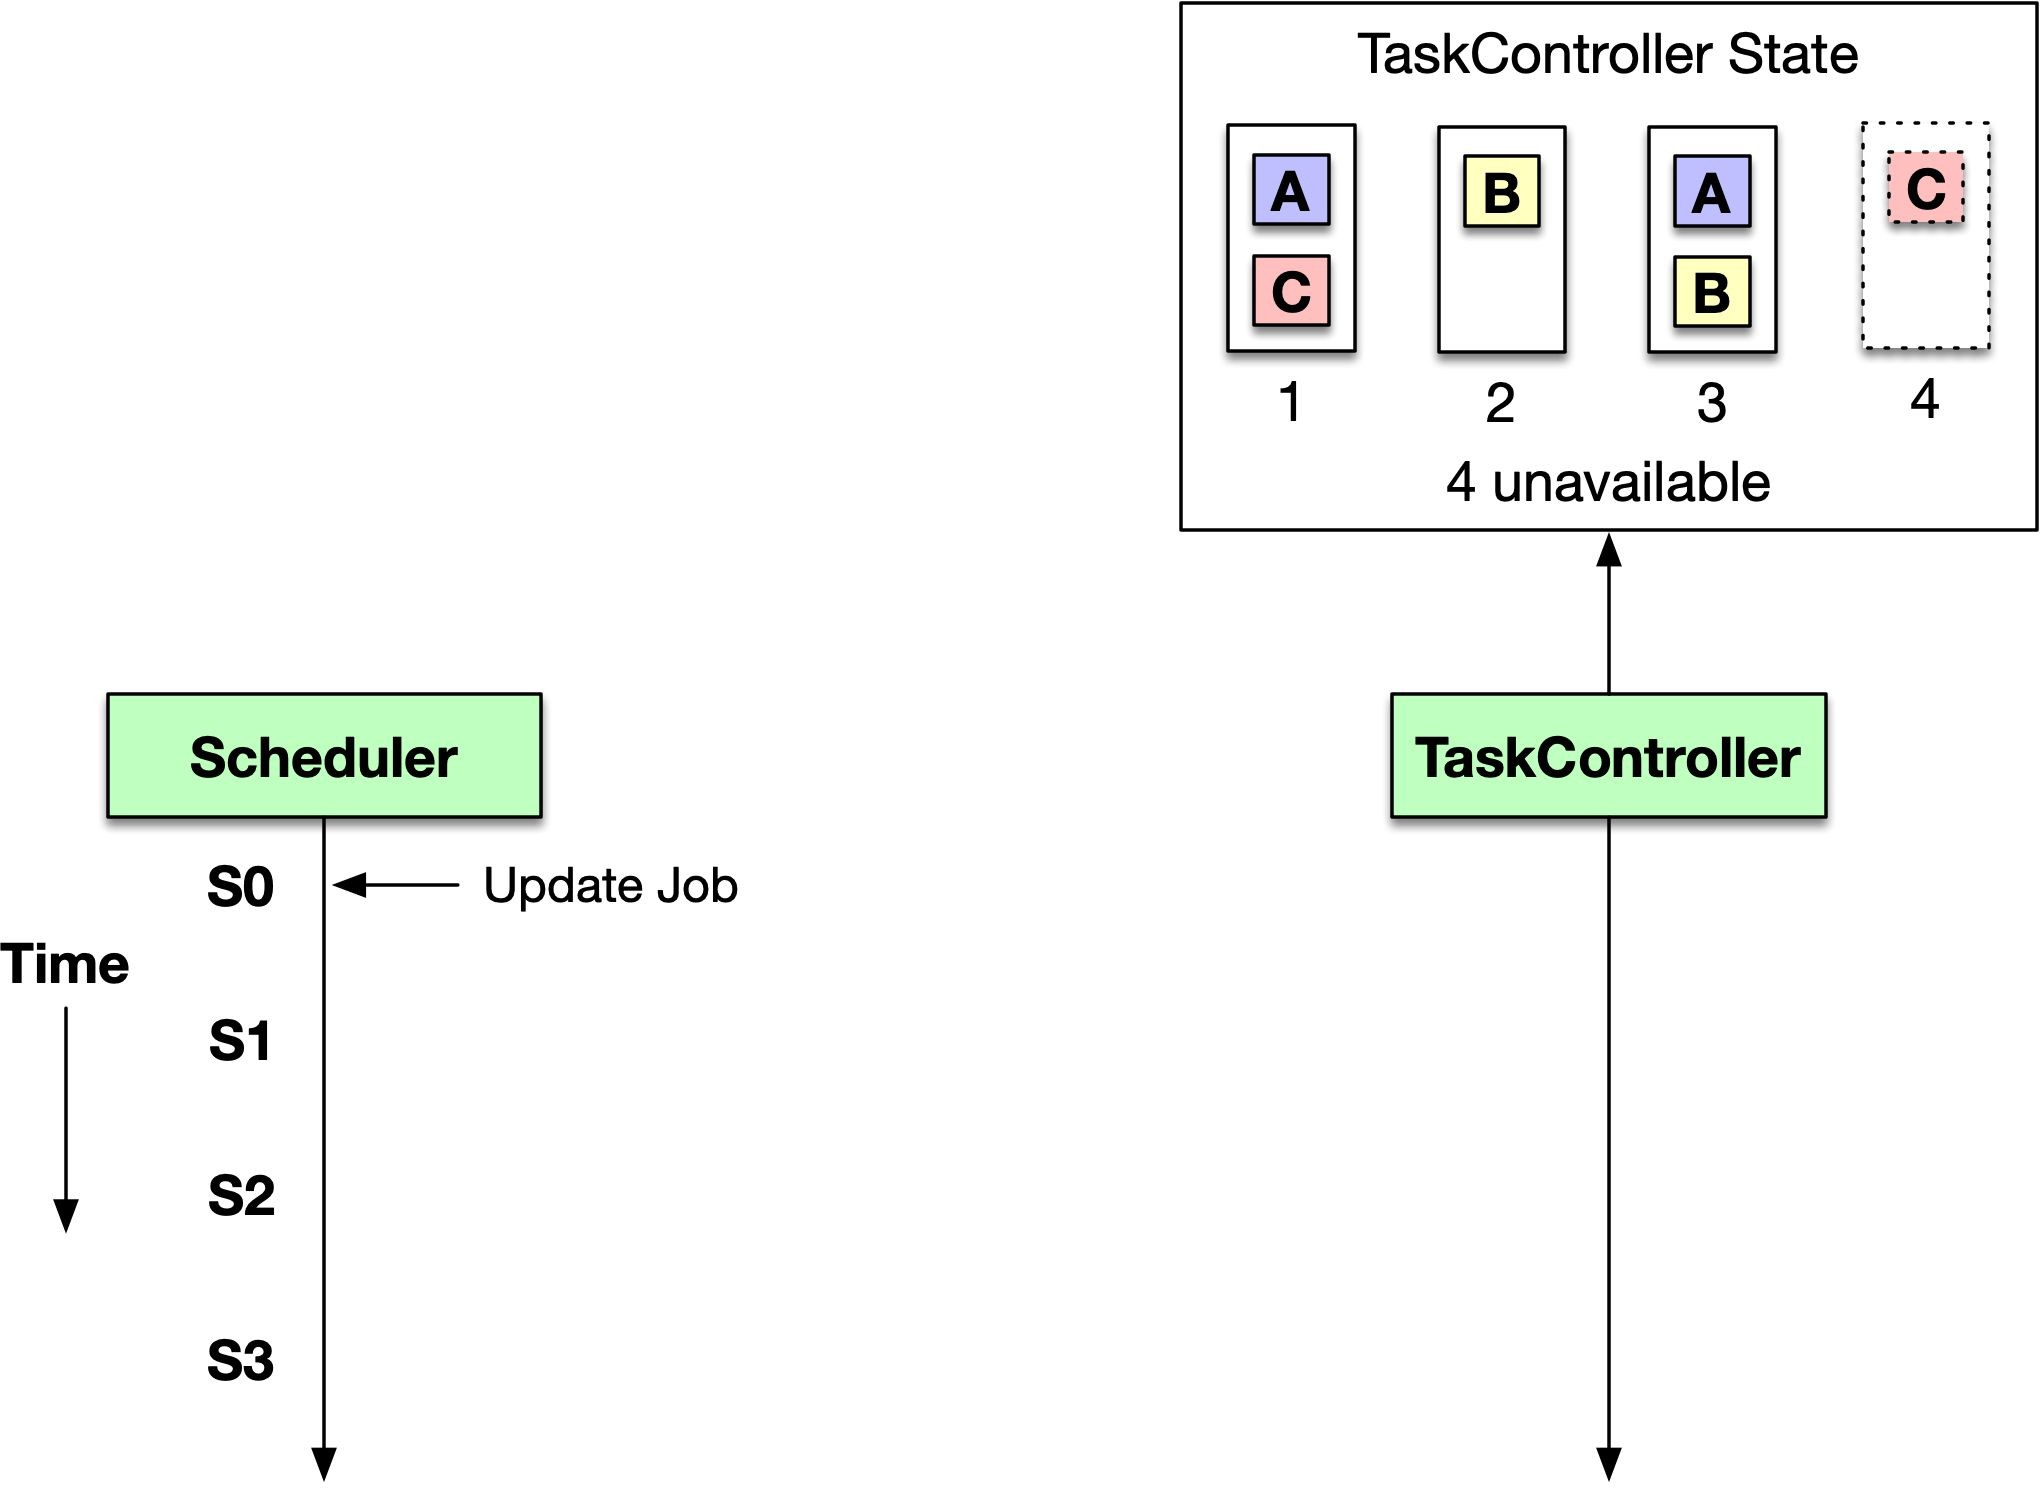 TaskController State
A
B
A
C
C
B
1
2
3
4
4 unavailable
Scheduler
TaskController
S0
Update Job
Time
S1
S2
S3